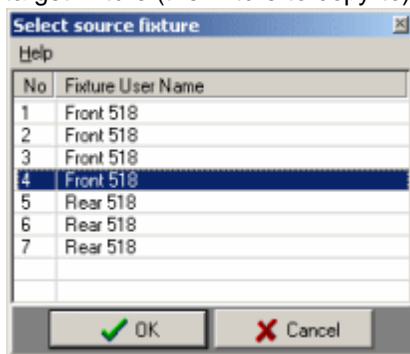 Select source fixture
Help
No Fixture User Name
1 Front 518
2 Front 518
3 Front 518
4 Front 518
5 Rear 518
6 Rear 518
7 Rear 518
OK Cancel